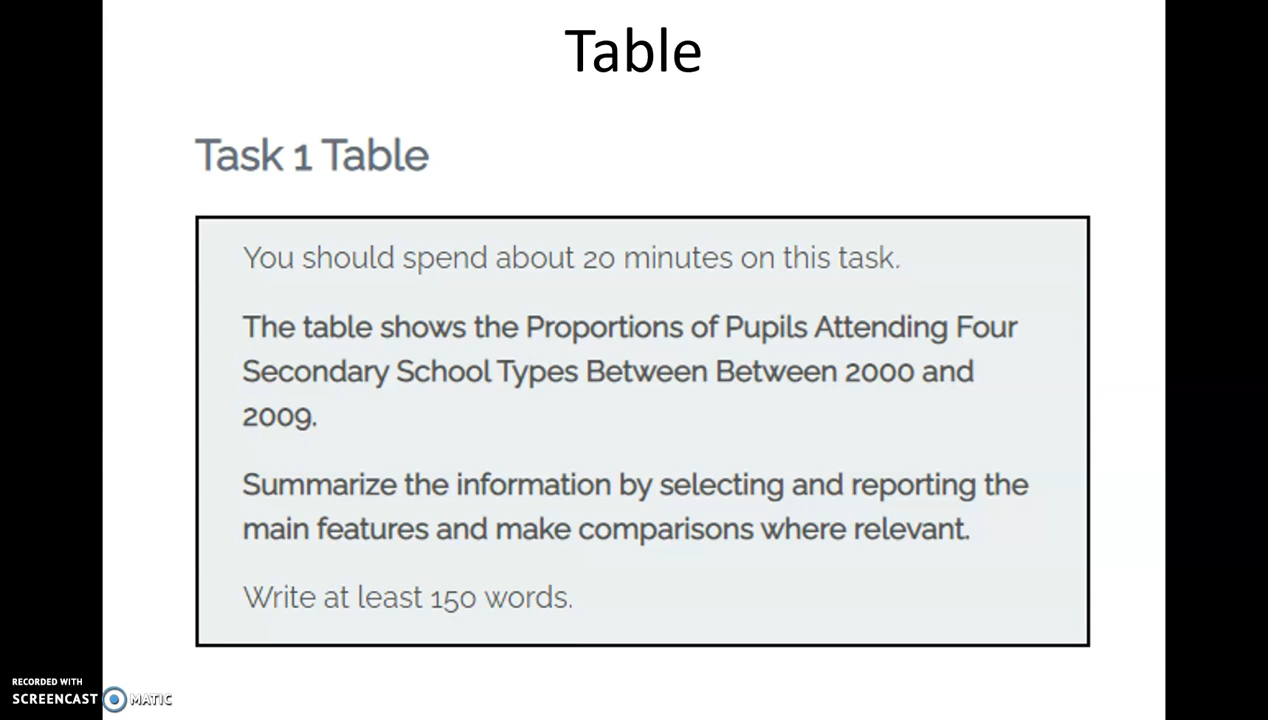 Table
Task 1 Table
You should spend about 20 minutes on this task.
The table shows the Proportions of Pupils Attending Four
Secondary School Types Between Between 2000 and
2009.
Summarize the information by selecting and reporting the
main features and make comparisons where relevant.
Write at least 150 words.
RECORDED WITH
SCREENCAST MATIC